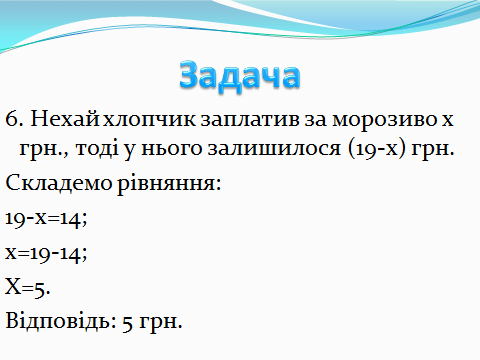 Задача
6. Нехай хлопчик заплатив за морозиво х
грн., тоді у нього залишилося (19-х) грн.
Складемо рівняння:
19-х=14;
х=19-14;
Х=5.
Відповідь: 5 грн.